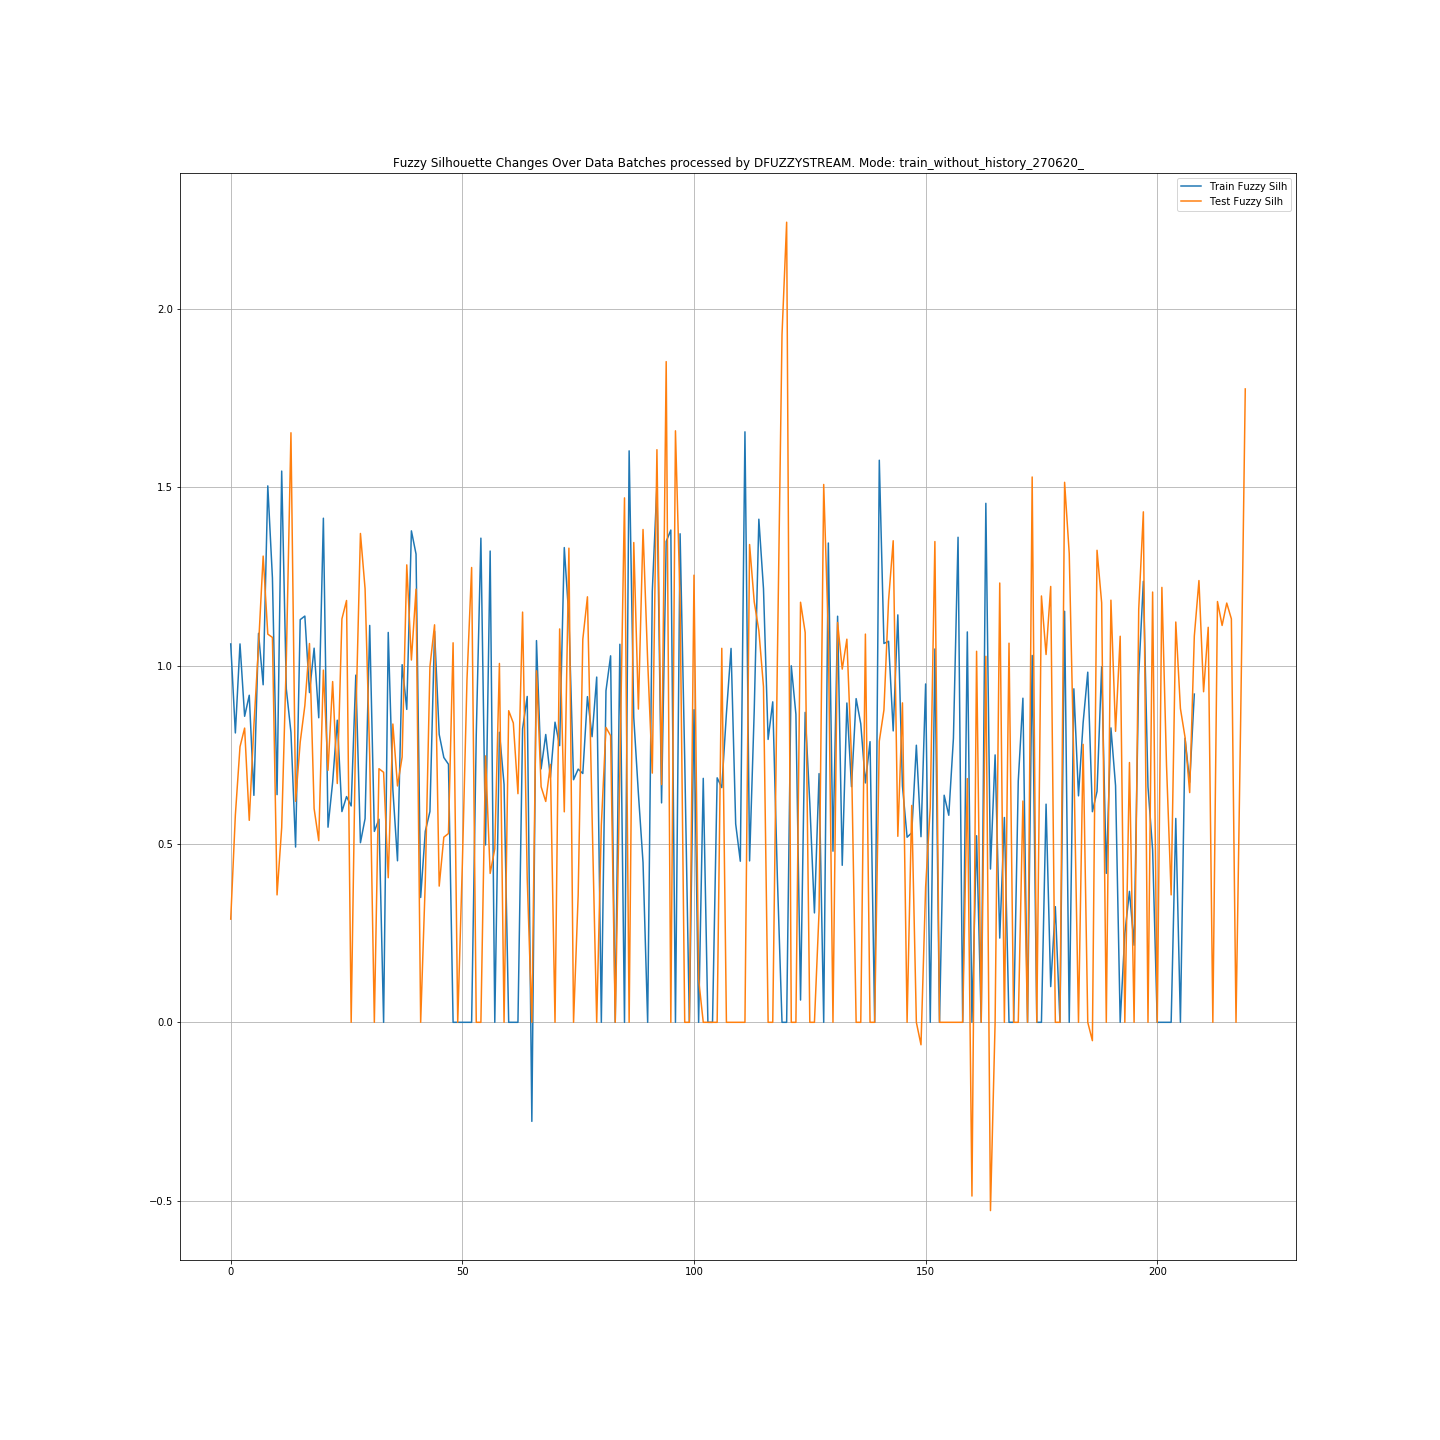 Fuzzy Silhouette Changes Over Data Batches processed by DFUZZYSTREAM. Mode: train_without_history_270620_
Train Fuzzy Silh
Test Fuzzy Silh
2.0
1.5
1.0
0.5
0.0
−0.5
0 50 100 150 200